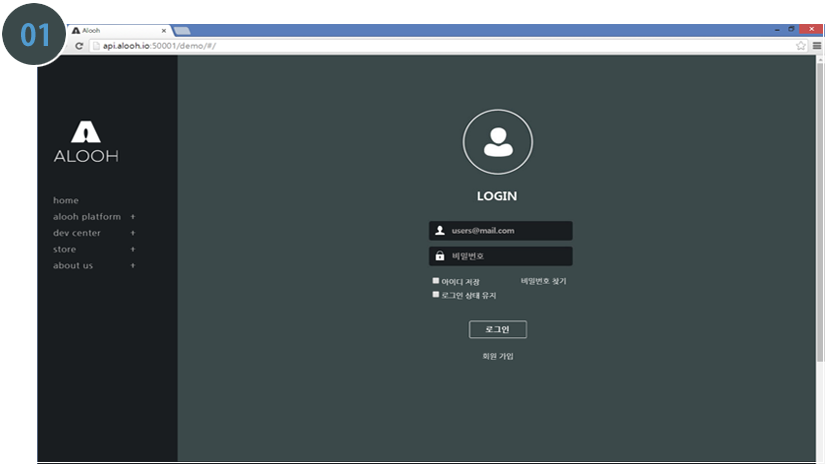 01
Alooh
api.alooh.io:50001/demo/#/
ALOOH
home
alooh platform +
dev center +
store +
about us +
LOGIN
users@mail.com
비밀번호
아이디 저장 비밀번호 찾기
로그인 상태 유지
로그인
회원 가입